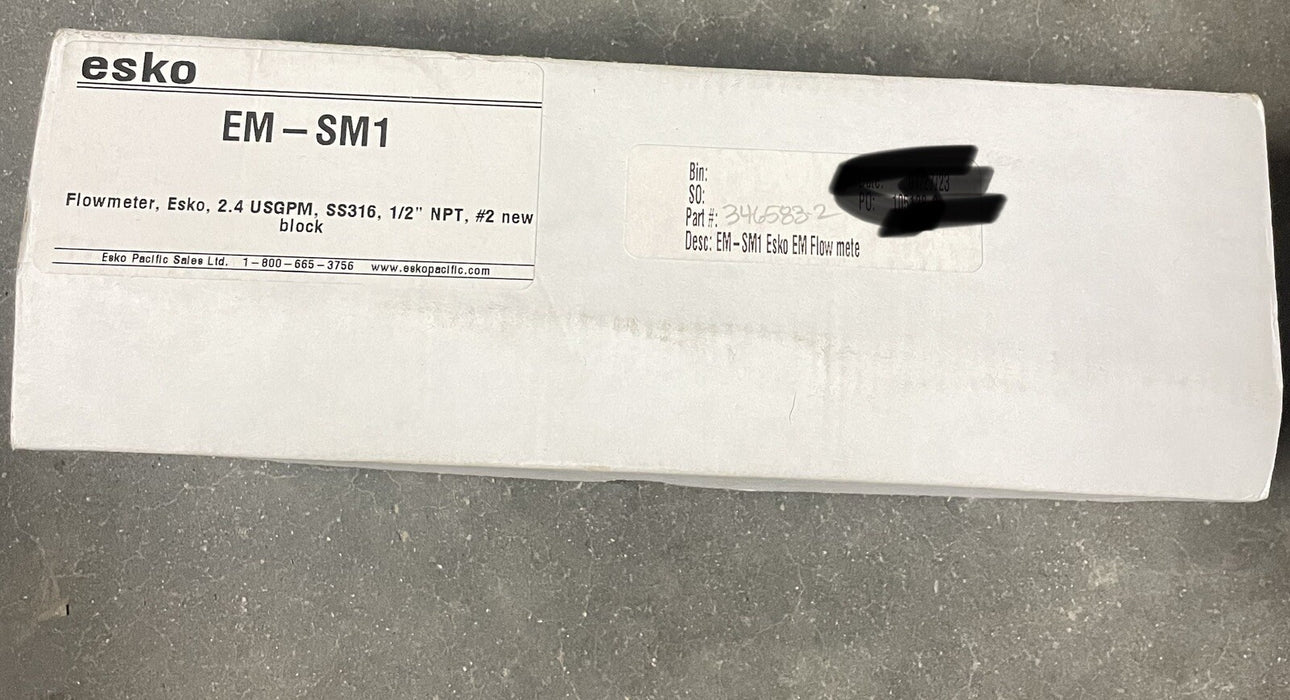 esko
EM-SM1
Flowmeter, Esko, 2.4 USGPM, SS316, 1/2" NPT, #2 new
block
Esko Pacific Sales Ltd. 1-800-665-3756 www.eskopacific.com
Bin:
SO:
Part #: 346583-2 PO:
Desc: EM-SM1 Esko EM Flow mete